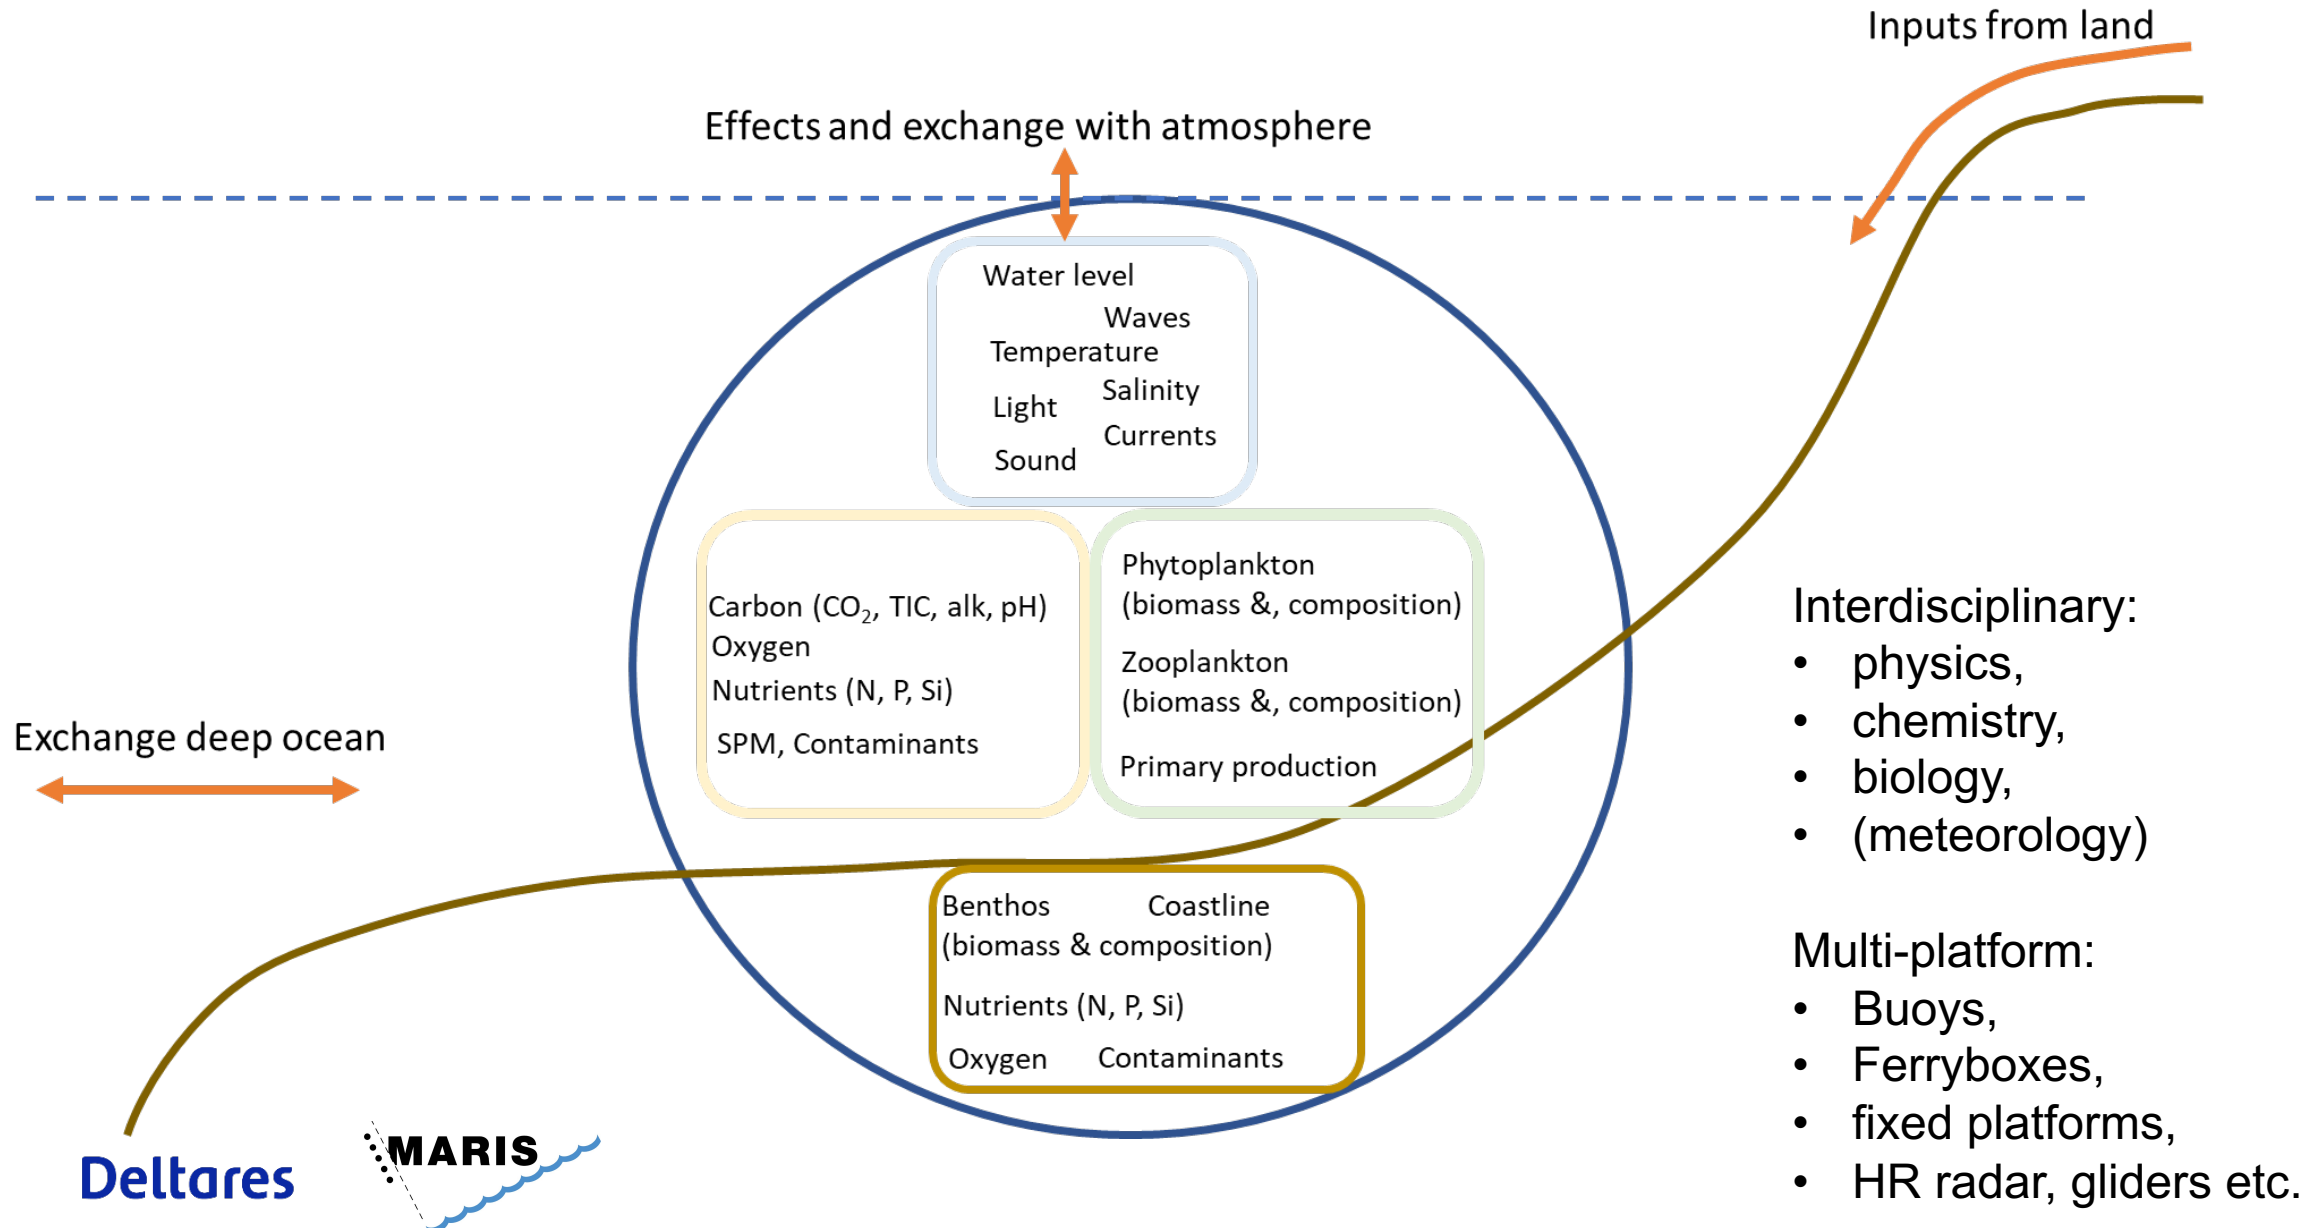 Inputs from land
Effects and exchange with atmosphere
Water level
Waves
Temperature
Salinity
Light
Currents
Sound
Carbon (CO₂, TIC, alk, pH)
Oxygen
Nutrients (N, P, Si)
SPM, Contaminants
Phytoplankton
(biomass &, composition)
Zooplankton
(biomass &, composition)
Primary production
Exchange deep ocean
Benthos Coastline
(biomass & composition)
Nutrients (N, P, Si)
Oxygen Contaminants
Interdisciplinary:
• physics,
• chemistry,
• biology,
• (meteorology)
Multi-platform:
• Buoys,
• Ferryboxes,
• fixed platforms,
• HR radar, gliders etc.
Deltares
MARIS